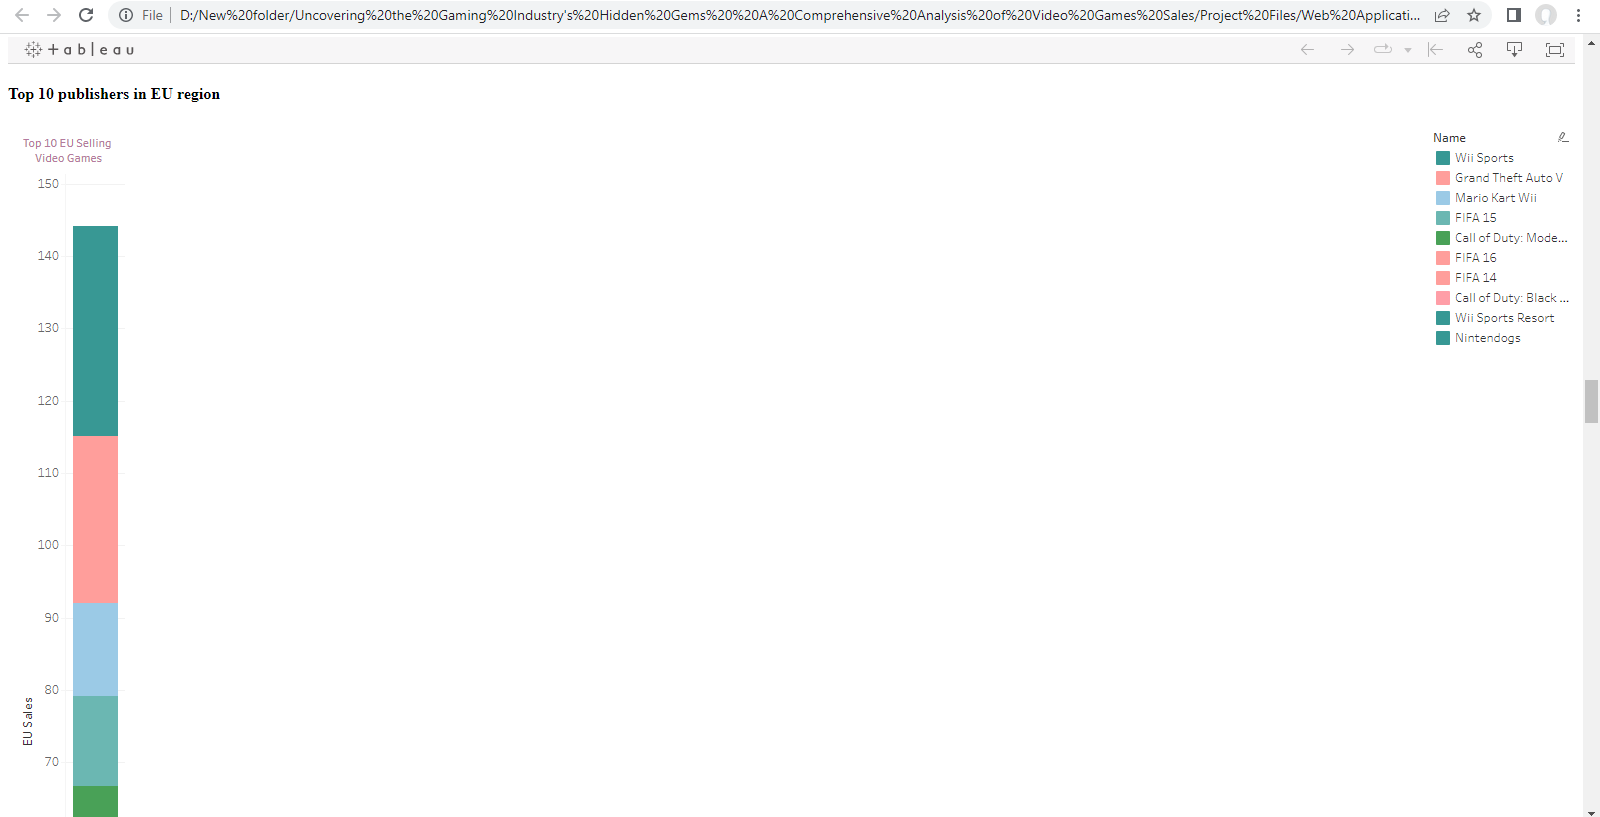 File
D:/New%20folder/Uncovering%20the%20Gaming%20Industry's%20Hidden%20Gems%20%20A%20Comprehensive%20Analysis%20of%20Video%20Games%20Sales/Project%20Files/Web%20Applicati...
+ableau
Top 10 publishers in EU region
Top 10 EU Selling
Video Games
150
140
130
120
110
100
90
80
70
EU Sales
Name
Wii Sports
Grand Theft Auto V
Mario Kart Wii
FIFA 15
Call of Duty: Mode...
FIFA 16
FIFA 14
Call of Duty: Black ...
Wii Sports Resort
Nintendogs